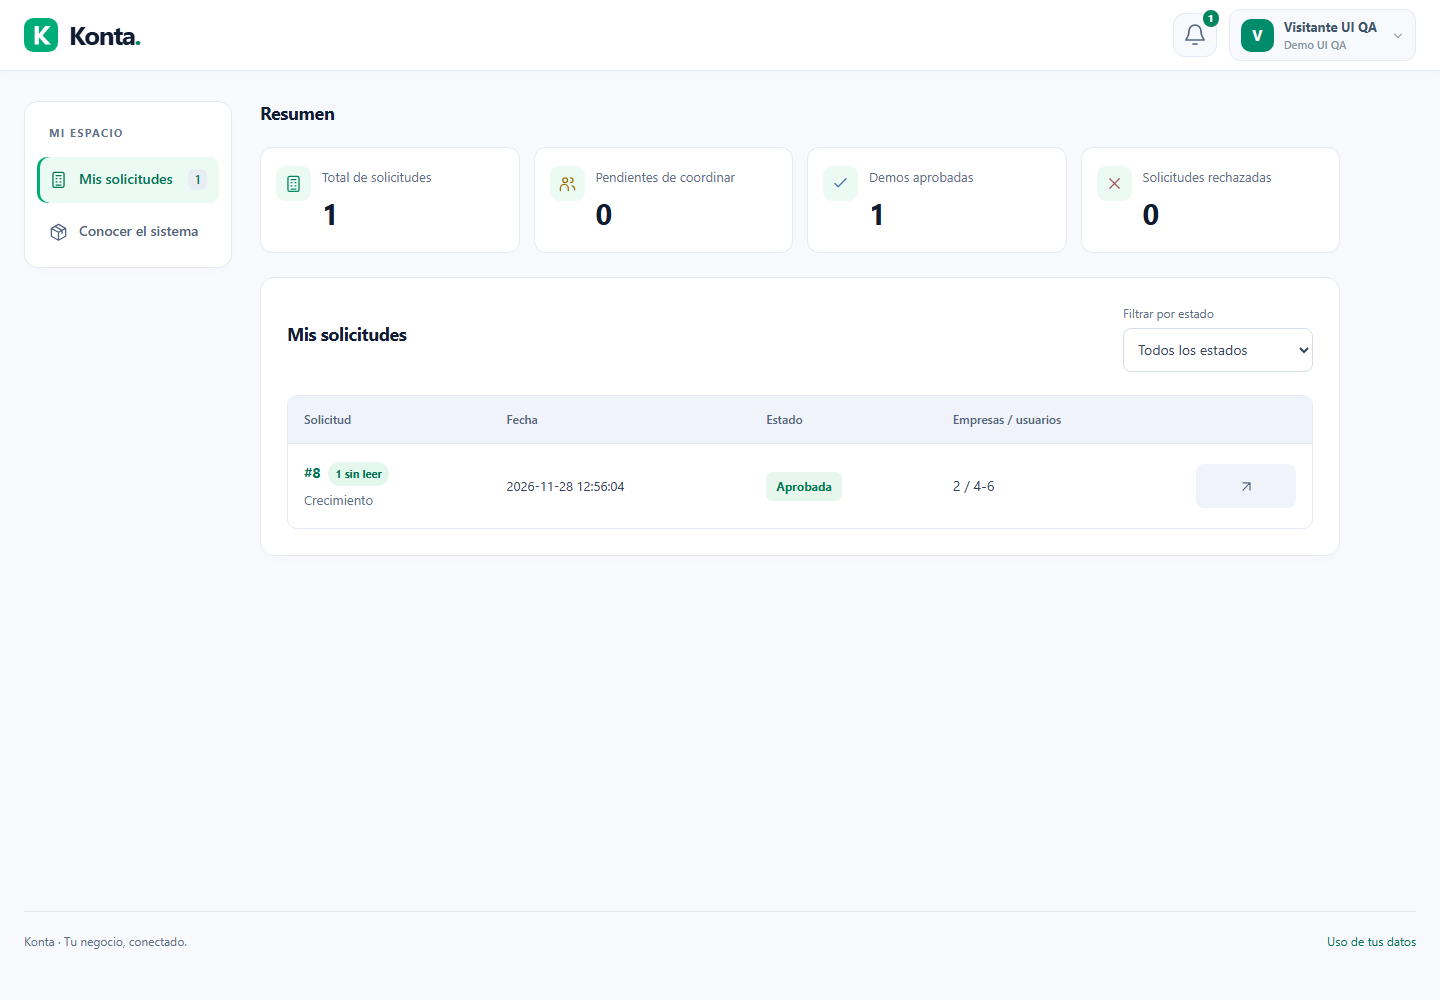 K Konta.
1
V
Visitante UI QA
Demo UI QA
MI ESPACIO
Mis solicitudes 1
Conocer el sistema
Resumen
Total de solicitudes
1
Pendientes de coordinar
0
Demos aprobadas
1
Solicitudes rechazadas
0
Mis solicitudes
Filtrar por estado
Todos los estados
Solicitud Fecha Estado Empresas / usuarios
#8 1 sin leer
Crecimiento
2026-11-28 12:56:04
Aprobada
2 / 4-6
Konta · Tu negocio, conectado.
Uso de tus datos